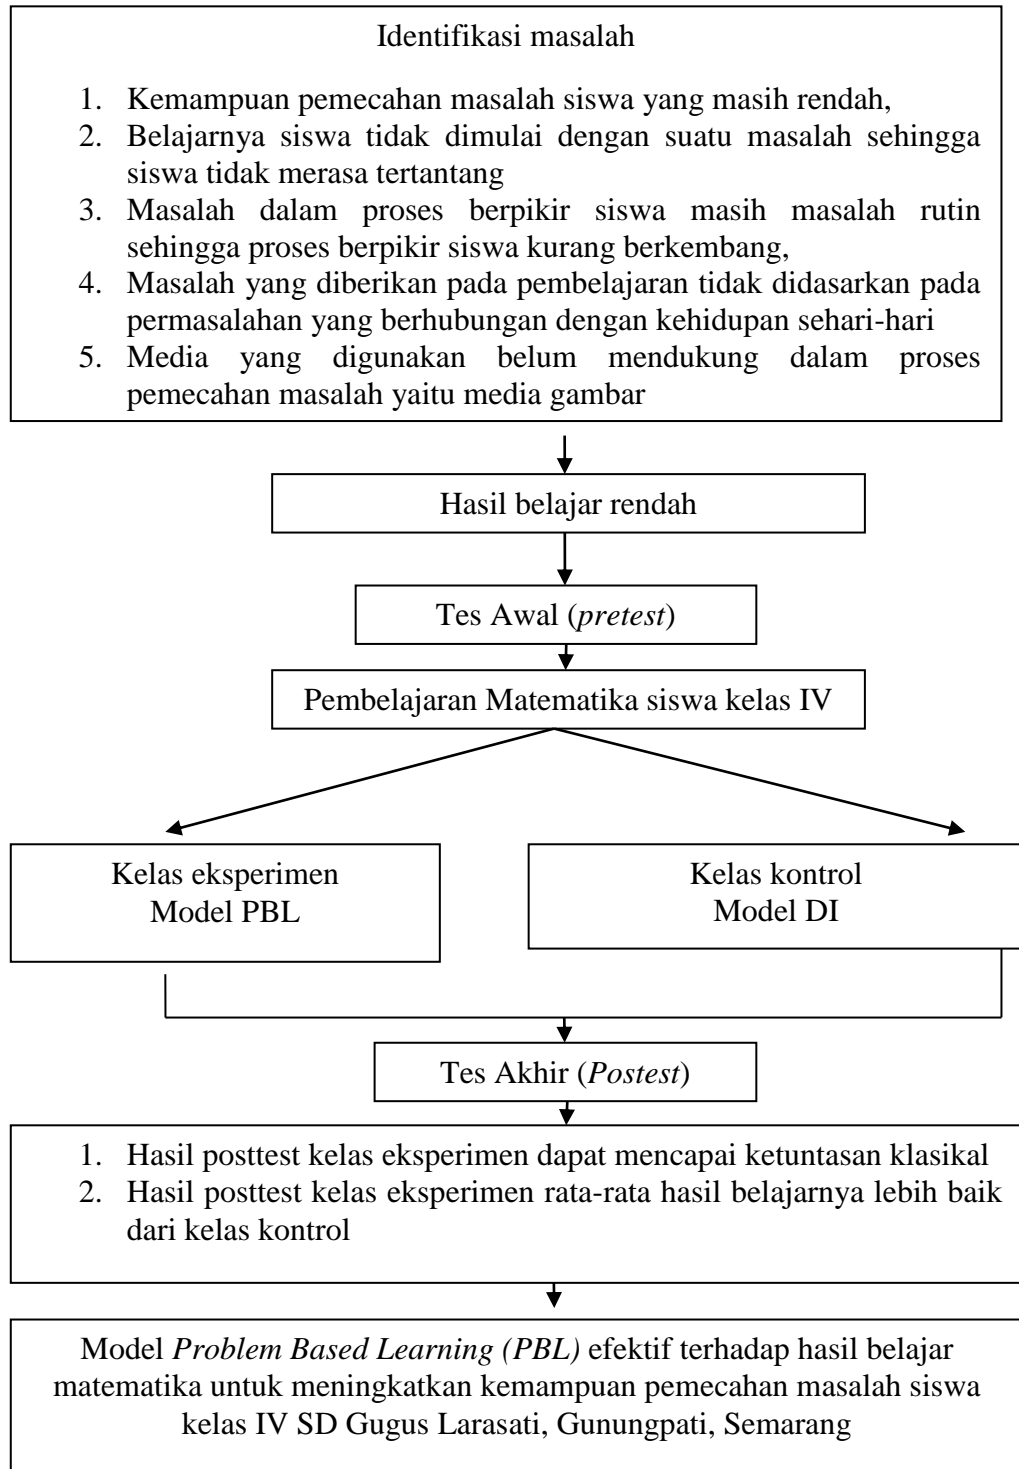 Identifikasi masalah
1. Kemampuan pemecahan masalah siswa yang masih rendah,
2. Belajarnya siswa tidak dimulai dengan suatu masalah sehingga
siswa tidak merasa tertantang
3. Masalah dalam proses berpikir siswa masih masalah rutin
sehingga proses berpikir siswa kurang berkembang,
4. Masalah yang diberikan pada pembelajaran tidak didasarkan pada
permasalahan yang berhubungan dengan kehidupan sehari-hari
5. Media yang digunakan belum mendukung dalam proses
pemecahan masalah yaitu media gambar
Hasil belajar rendah
Tes Awal (pretest)
Pembelajaran Matematika siswa kelas IV
Kelas eksperimen
Model PBL
Kelas kontrol
Model DI
Tes Akhir (Postest)
1. Hasil posttest kelas eksperimen dapat mencapai ketuntasan klasikal
2. Hasil posttest kelas eksperimen rata-rata hasil belajarnya lebih baik
dari kelas kontrol
Model Problem Based Learning (PBL) efektif terhadap hasil belajar
matematika untuk meningkatkan kemampuan pemecahan masalah siswa
kelas IV SD Gugus Larasati, Gunungpati, Semarang